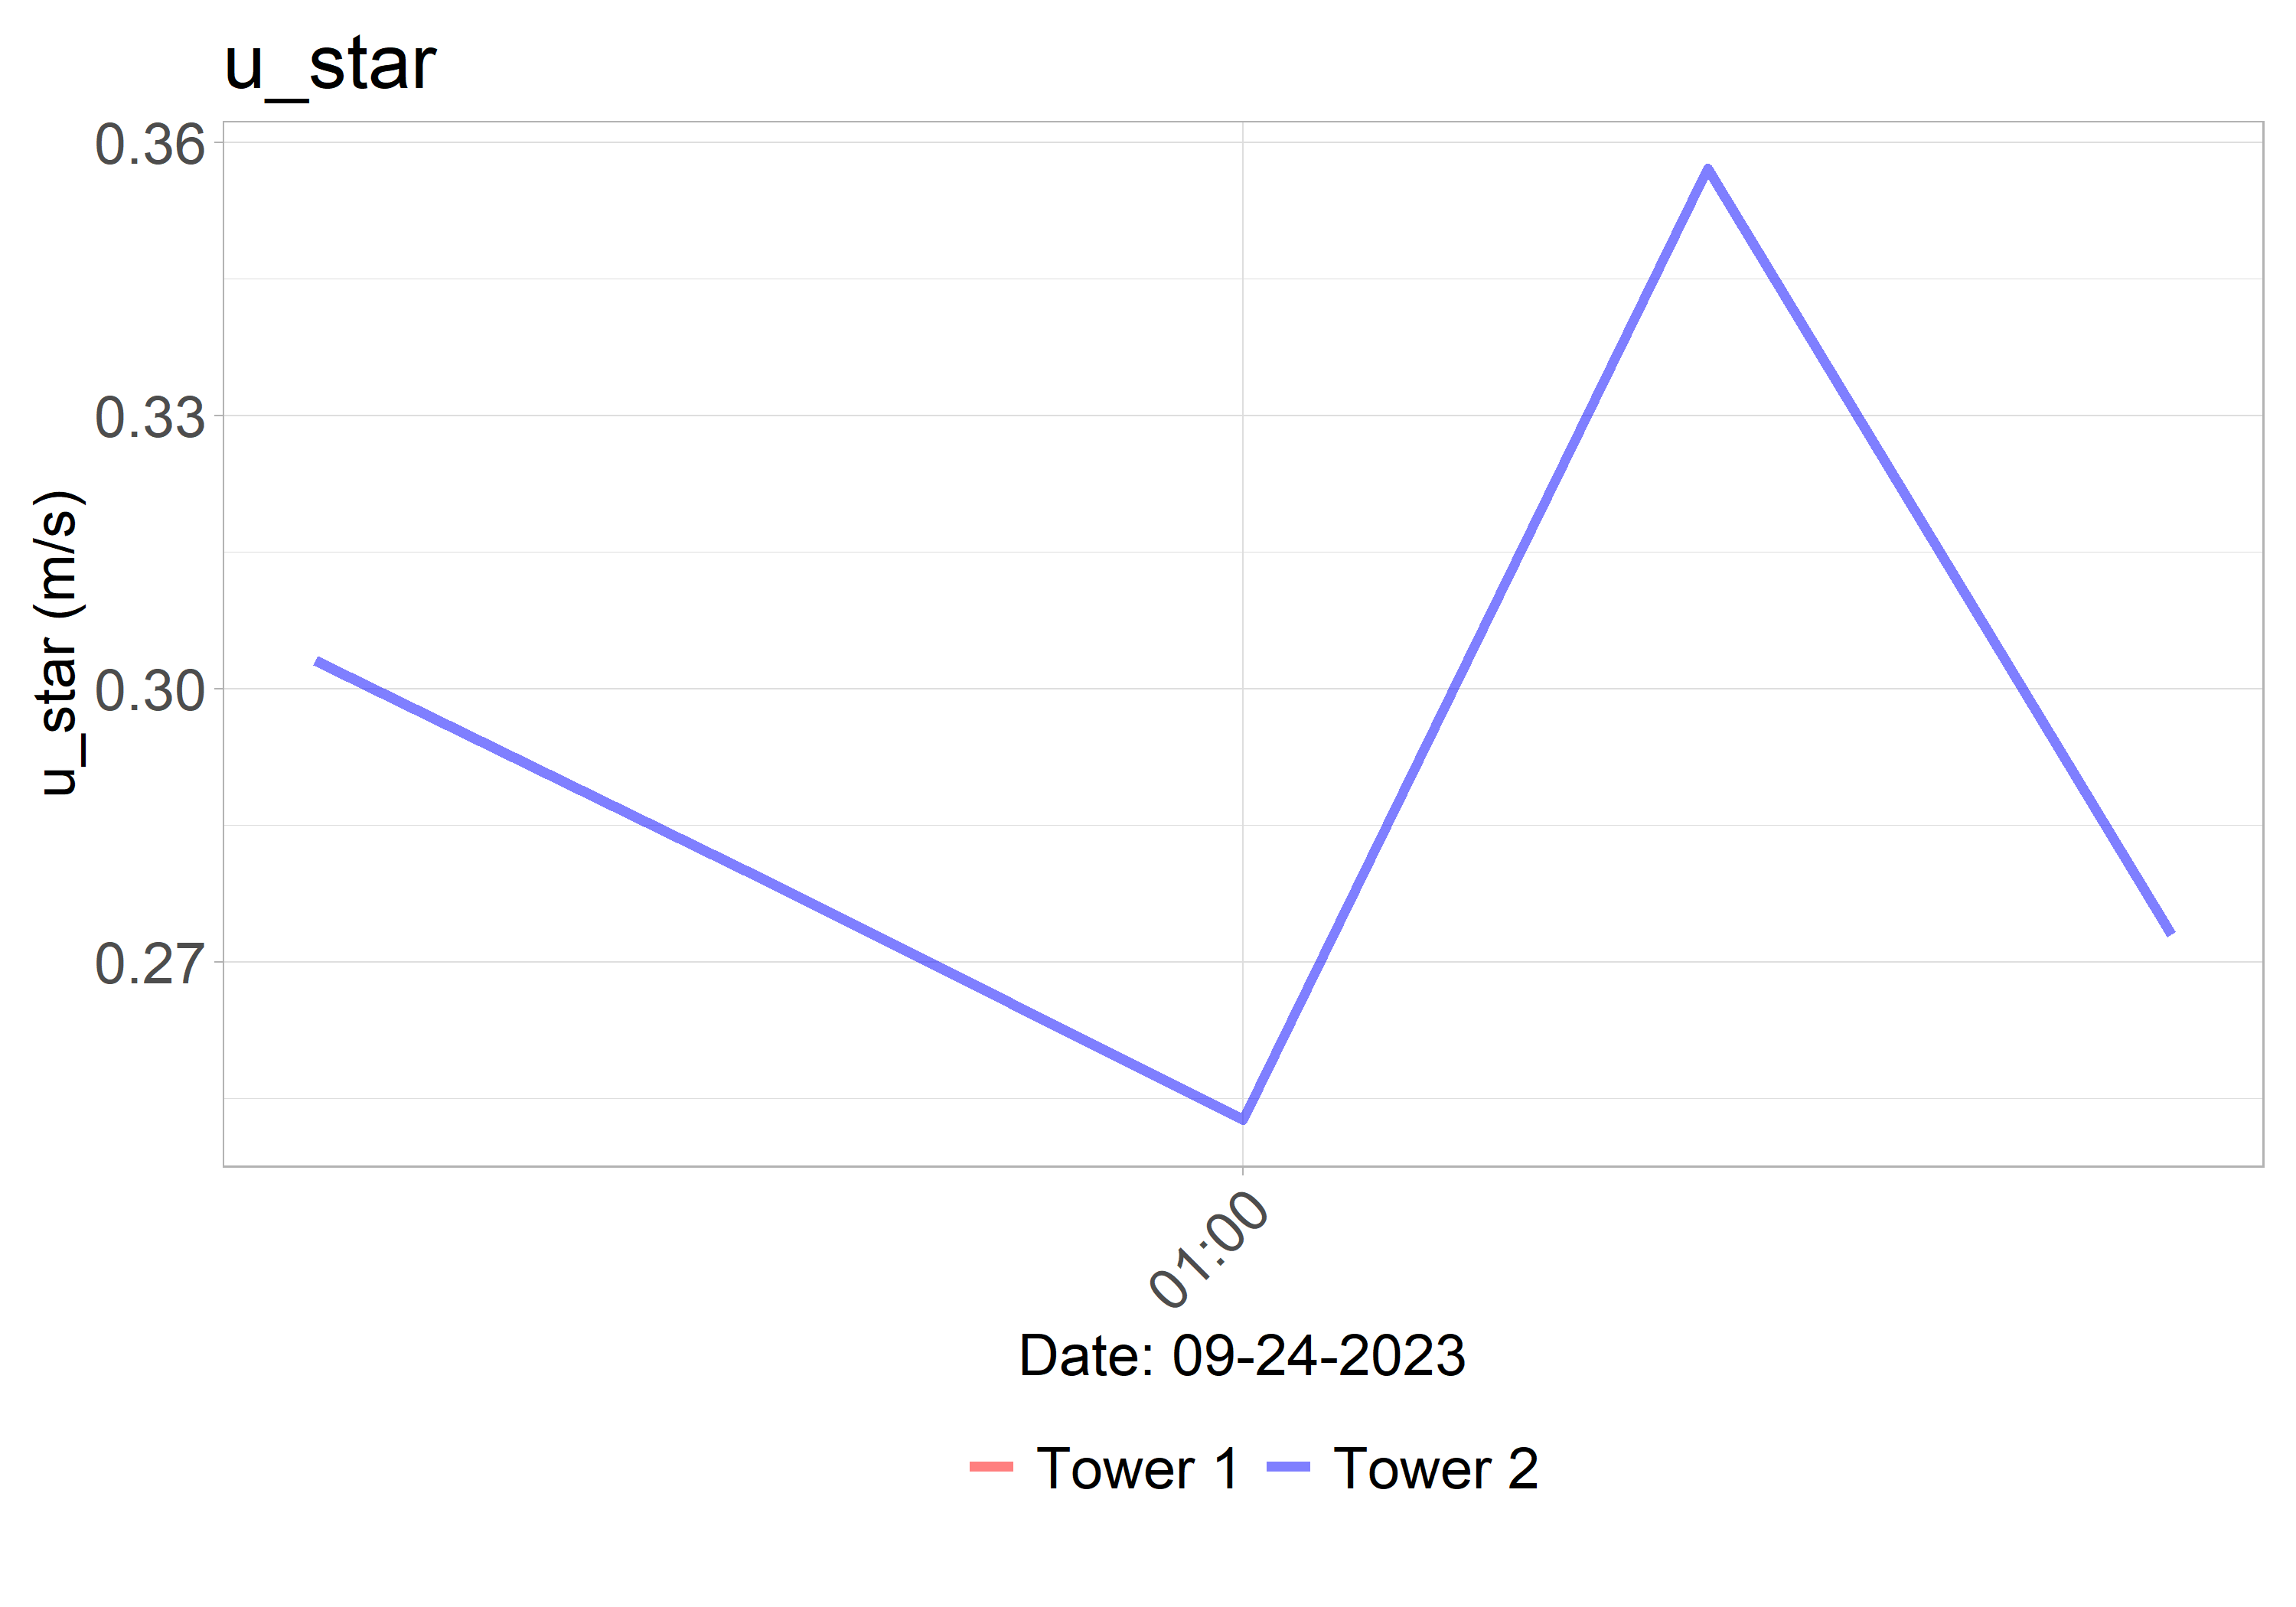 u_star
0.36
0.33
0.30
0.27
u_star (m/s)
01:00
Date: 09-24-2023
Tower 1 Tower 2